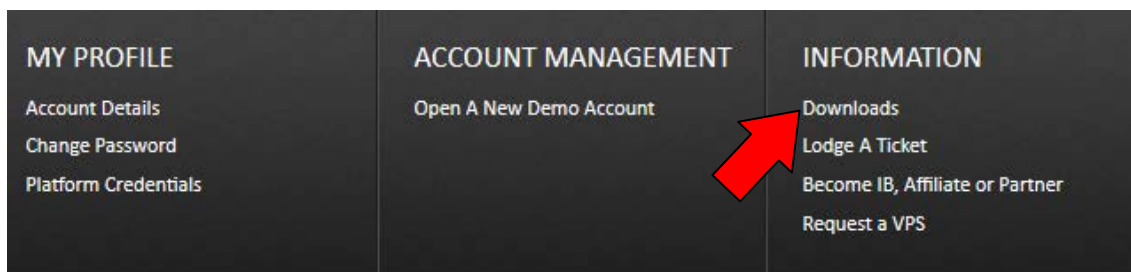 MY PROFILE
Account Details
Change Password
Platform Credentials
ACCOUNT MANAGEMENT
Open A New Demo Account
INFORMATION
Downloads
Lodge A Ticket
Become IB, Affiliate or Partner
Request a VPS